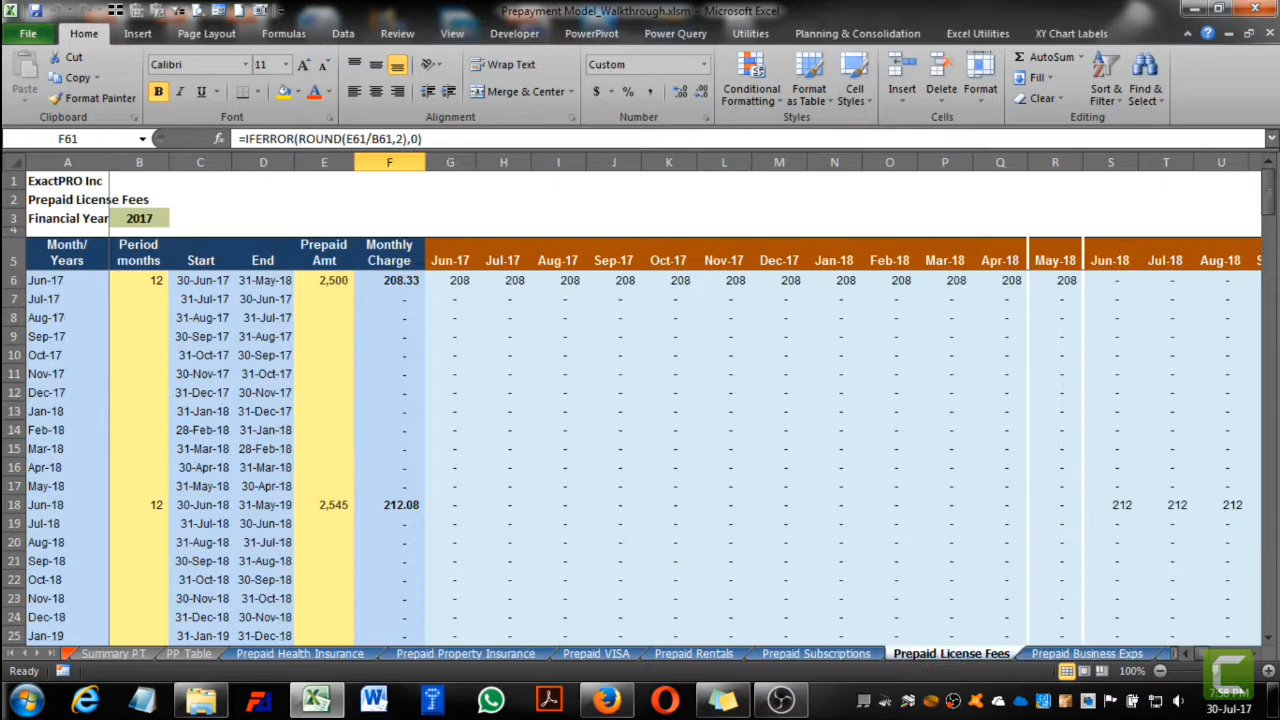 Prepayment Model_Walkthrough.xlsm - Microsoft Excel
File Home Insert Page Layout Formulas Data Review View Developer PowerPivot Power Query Utilities Planning & Consolidation Excel Utilities XY Chart Labels
Paste Cut Copy Format Painter Calibri 11 B I U A Wrap Text Merge & Center Custom $ % , Conditional Formatting Format as Table Cell Styles Insert Delete Format Σ AutoSum Fill Clear Sort & Filter Find & Select
Clipboard Font Alignment Number Styles Cells Editing
F61 fx =IFERROR(ROUND(E61/B61,2),0)
A B C D E F G H I J K L M N O P Q R S T U
1 ExactPRO Inc
2 Prepaid License Fees
3 Financial Year 2017
4
5 Month/ Years Period months Start End Prepaid Amt Monthly Charge Jun-17 Jul-17 Aug-17 Sep-17 Oct-17 Nov-17 Dec-17 Jan-18 Feb-18 Mar-18 Apr-18 May-18 Jun-18 Jul-18 Aug-18
6 Jun-17 12 30-Jun-17 31-May-18 2,500 208.33 208 208 208 208 208 208 208 208 208 208 208 208 - - -
7 Jul-17 31-Jul-17 30-Jun-17 - - - - - - - - - - - - - - - -
8 Aug-17 31-Aug-17 31-Jul-17 - - - - - - - - - - - - - - - -
9 Sep-17 30-Sep-17 31-Aug-17 - - - - - - - - - - - - - - - -
10 Oct-17 31-Oct-17 30-Sep-17 - - - - - - - - - - - - - - - -
11 Nov-17 30-Nov-17 31-Oct-17 - - - - - - - - - - - - - - - -
12 Dec-17 31-Dec-17 30-Nov-17 - - - - - - - - - - - - - - - -
13 Jan-18 31-Jan-18 31-Dec-17 - - - - - - - - - - - - - - - -
14 Feb-18 28-Feb-18 31-Jan-18 - - - - - - - - - - - - - - - -
15 Mar-18 31-Mar-18 28-Feb-18 - - - - - - - - - - - - - - - -
16 Apr-18 30-Apr-18 31-Mar-18 - - - - - - - - - - - - - - - -
17 May-18 31-May-18 30-Apr-18 - - - - - - - - - - - - - - - -
18 Jun-18 12 30-Jun-18 31-May-19 2,545 212.08 - - - - - - - - - - - - 212 212 212
19 Jul-18 31-Jul-18 30-Jun-18 - - - - - - - - - - - - - - - -
20 Aug-18 31-Aug-18 31-Jul-18 - - - - - - - - - - - - - - - -
21 Sep-18 30-Sep-18 31-Aug-18 - - - - - - - - - - - - - - - -
22 Oct-18 31-Oct-18 30-Sep-18 - - - - - - - - - - - - - - - -
23 Nov-18 30-Nov-18 31-Oct-18 - - - - - - - - - - - - - - - -
24 Dec-18 31-Dec-18 30-Nov-18 - - - - - - - - - - - - - - - -
25 Jan-19 31-Jan-19 31-Dec-18 - - - - - - - - - - - - - - - -
Summary PT PP_Table Prepaid Health Insurance Prepaid Property Insurance Prepaid VISA Prepaid Rentals Prepaid Subscriptions Prepaid License Fees Prepaid Business Exps
Ready 100%
7:58 PM
30-Jul-17